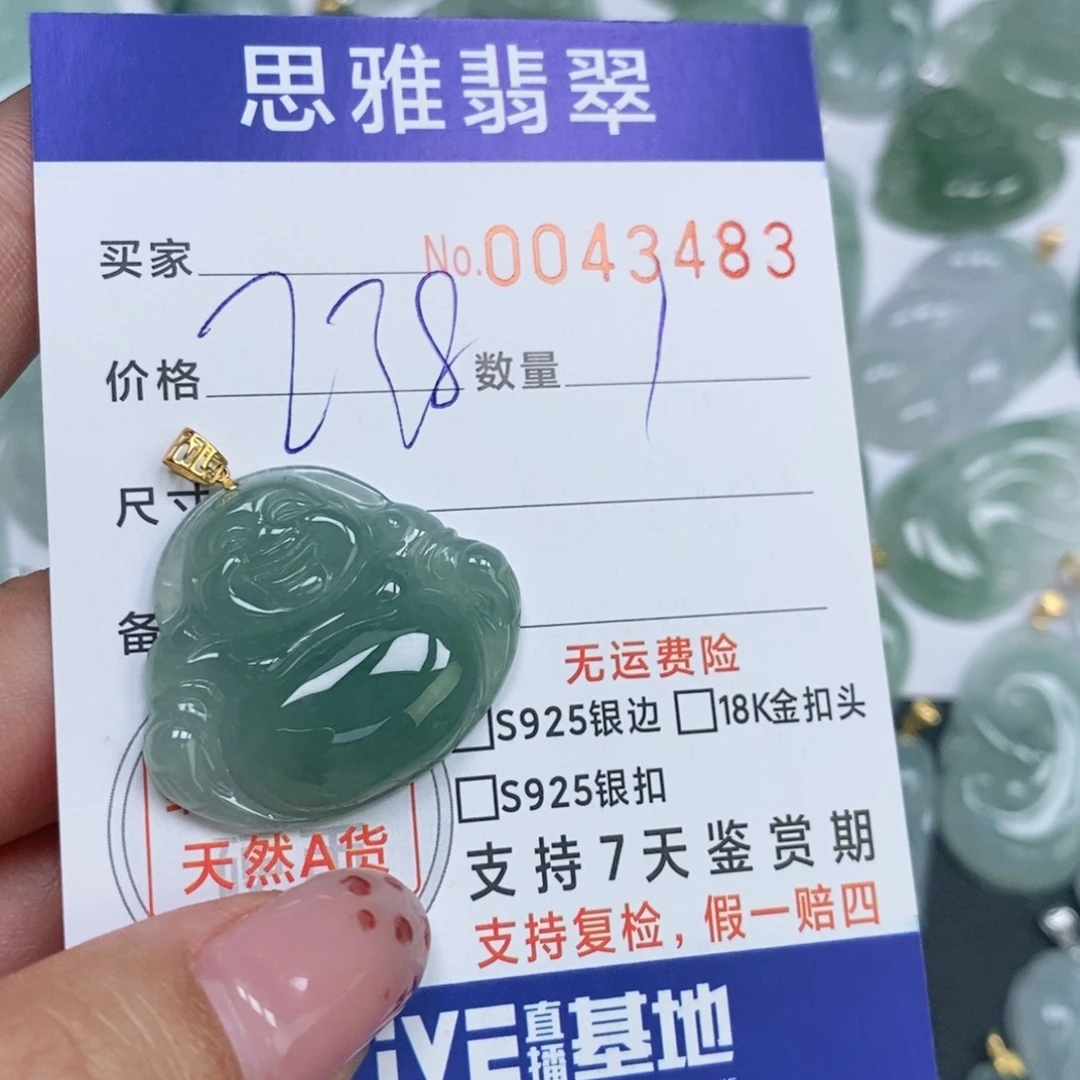 思雅翡翠
买家 No.0043483
价格 228 数量 1
尺寸
备
无运费险
□S925银边 □18K金扣头
□S925银扣
天然A货
支持7天鉴赏期
支持复检，假一赔四
直播基地